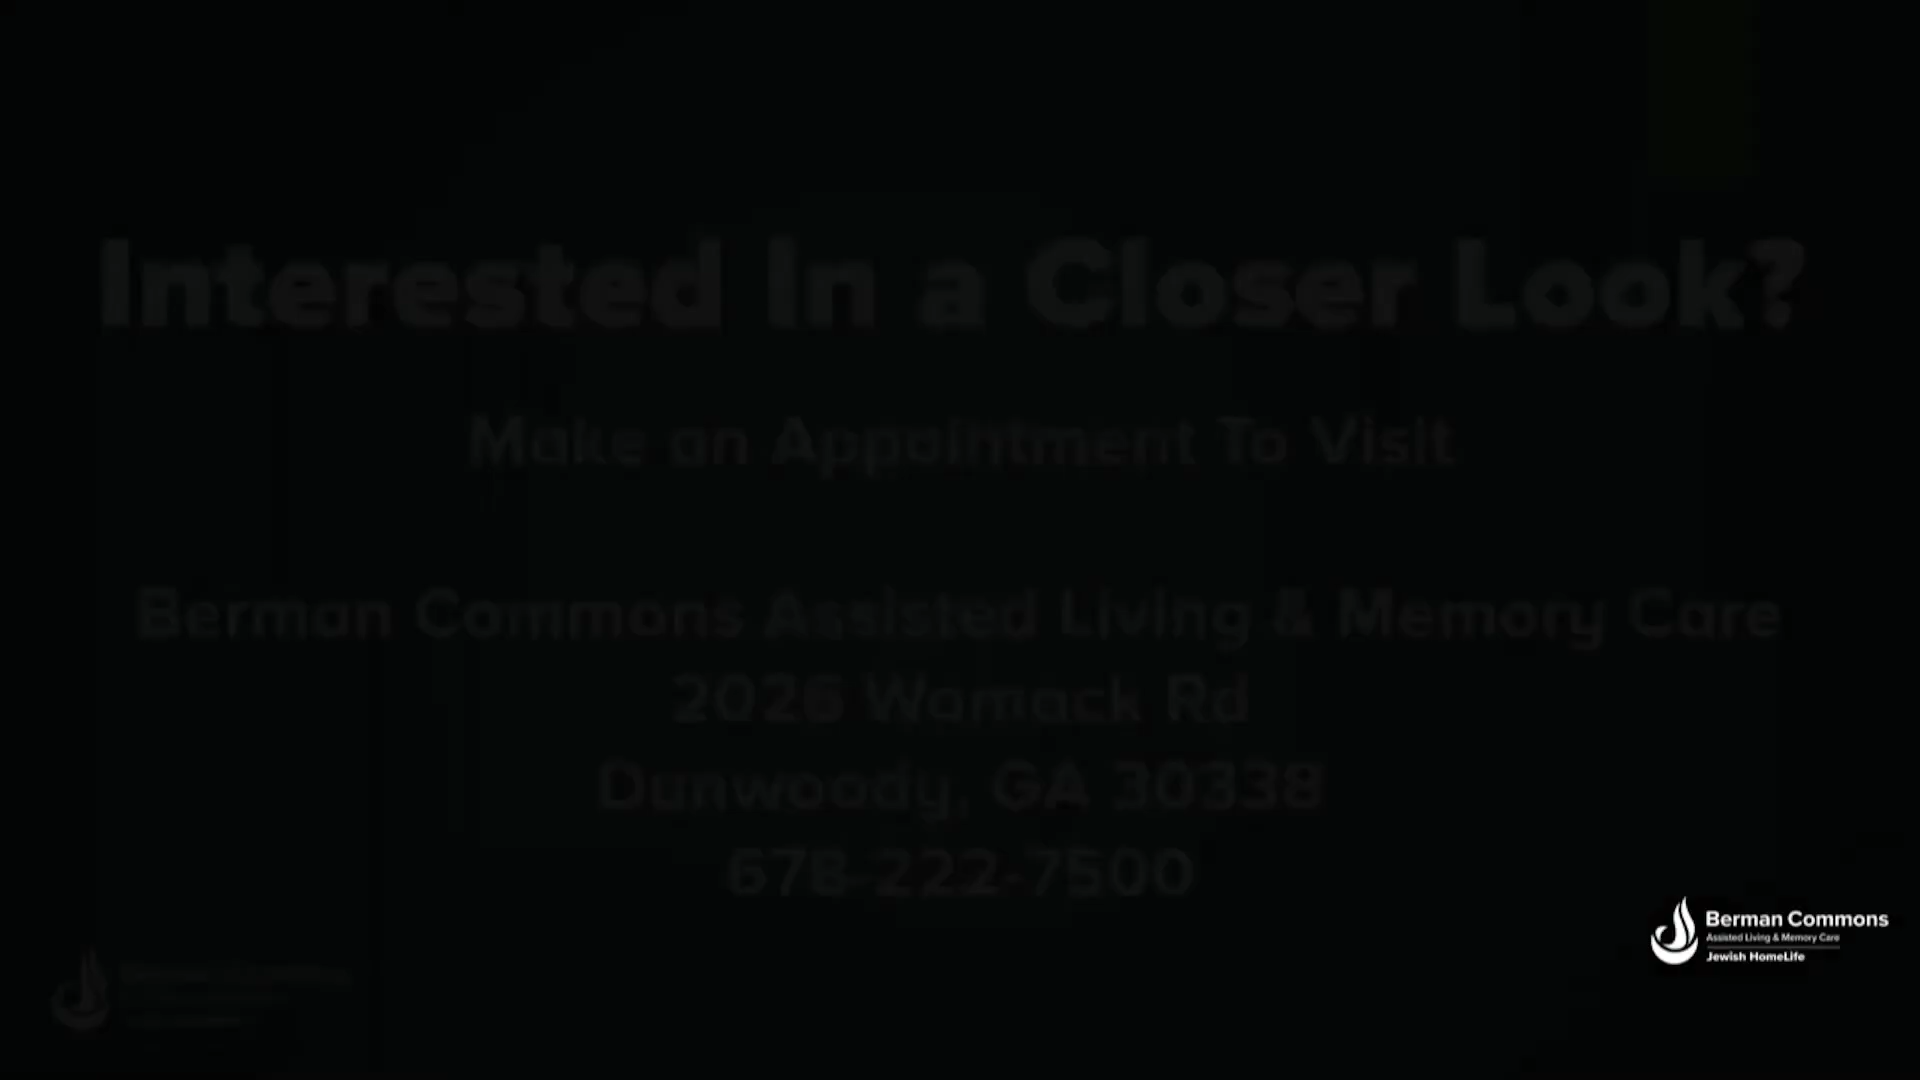 Interested In a Closer Look?
Make an Appointment To Visit
Berman Commons Assisted Living & Memory Care
2026 Wamack Rd
Dunwoody, GA 30338
678-222-7500
Berman Commons
Assisted Living & Memory Care
Jewish HomeLife